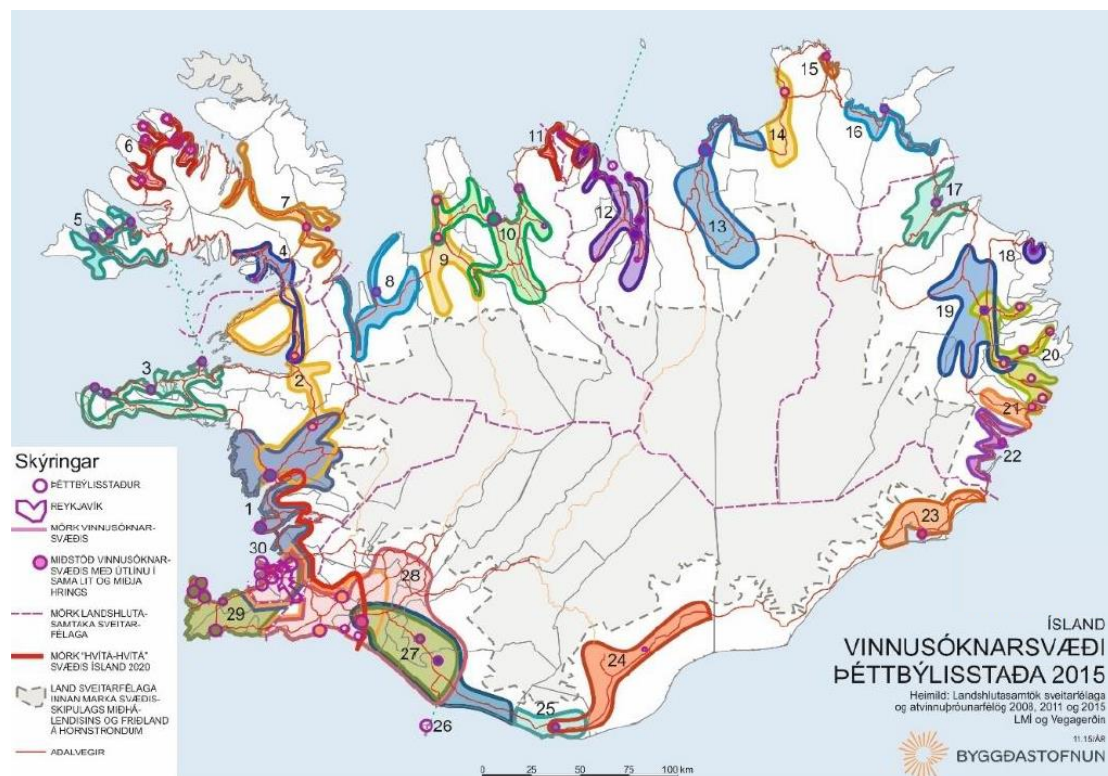 11
15
14
16
6
5
7
4
8
9
10
12
13
17
18
19
20
21
22
3
2
1
30
29
28
27
26
25
24
23
Skýringar
ÞÉTTBÝLISSTAÐUR
REYKJAVÍK
MÖRK VINNUSÓKNAR-
SVÆÐIS
MIÐSTÖÐ VINNUSÓKNAR-
SVÆÐIS MEÐ ÚTLÍNU Í
SAMA LIT OG MIÐJA
HRINGS
MÖRK LANDSHLUTA-
SAMTAKA SVEITAR-
FÉLAGA
MÖRK "HVÍTÁ-HVÍTÁ"
SVÆÐIS ÍSLAND 2020
LAND SVEITARFÉLAGA
INNAN MARKA SVÆÐIS-
SKIPULAGS MIÐHÁ-
LENDISINS OG FRIÐLAND
Á HORNSTRÖNDUM
AÐALVEGIR
ÍSLAND
VINNUSÓKNARSVÆÐI
ÞÉTTBÝLISSTAÐA 2015
Heimild: Landshlutasamtök sveitarfélaga
og atvinnuþróunarfélög 2008, 2011 og 2015
LMÍ og Vegagerðin
11.15/ÁR
BYGGÐASTOFNUN
0 25 50 75 100 km